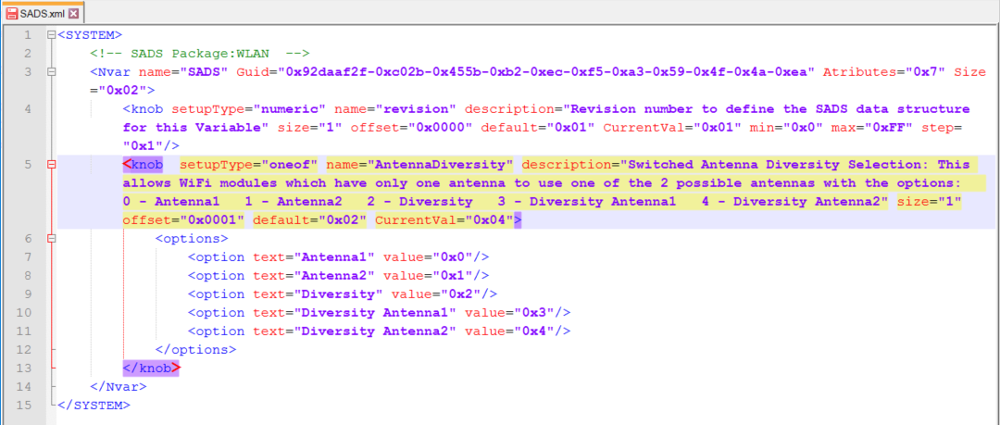 SADS.xml
1 <SYSTEM>
2 <!-- SADS Package:WLAN  -->
3 <Nvar name="SADS" Guid="0x92daaf2f-0xc02b-0x455b-0xb2-0xec-0xf5-0xa3-0x59-0x4f-0x4a-0xea" Atributes="0x7" Size
="0x02">
4 <knob setupType="numeric" name="revision" description="Revision number to define the SADS data structure
for this Variable" size="1" offset="0x0000" default="0x01" CurrentVal="0x01" min="0x0" max="0xFF" step=
"0x1"/>
5 <knob  setupType="oneof" name="AntennaDiversity" description="Switched Antenna Diversity Selection: This
allows WiFi modules which have only one antenna to use one of the 2 possible antennas with the options:
0 - Antenna1   1 - Antenna2   2 - Diversity   3 - Diversity Antenna1   4 - Diversity Antenna2" size="1"
offset="0x0001" default="0x02" CurrentVal="0x04">
6 <options>
7 <option text="Antenna1" value="0x0"/>
8 <option text="Antenna2" value="0x1"/>
9 <option text="Diversity" value="0x2"/>
10 <option text="Diversity Antenna1" value="0x3"/>
11 <option text="Diversity Antenna2" value="0x4"/>
12 </options>
13 </knob>
14 </Nvar>
15 </SYSTEM>